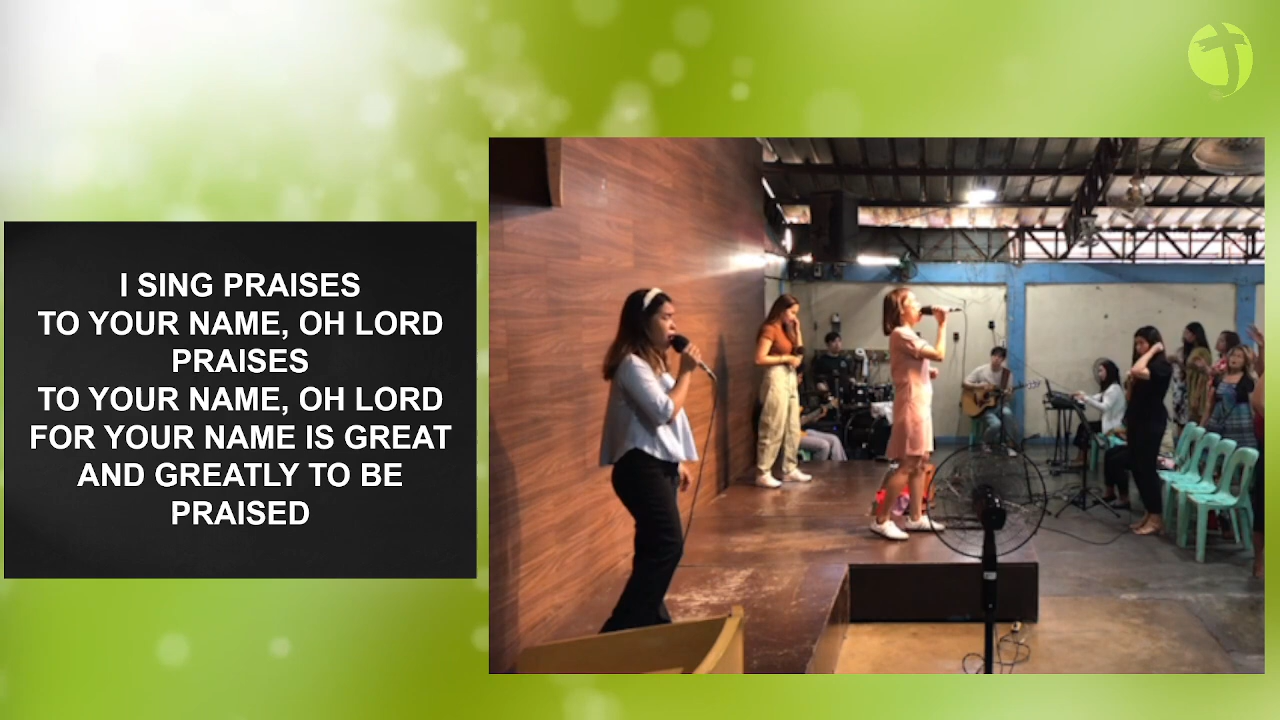 I SING PRAISES
TO YOUR NAME, OH LORD
PRAISES
TO YOUR NAME, OH LORD
FOR YOUR NAME IS GREAT
AND GREATLY TO BE
PRAISED